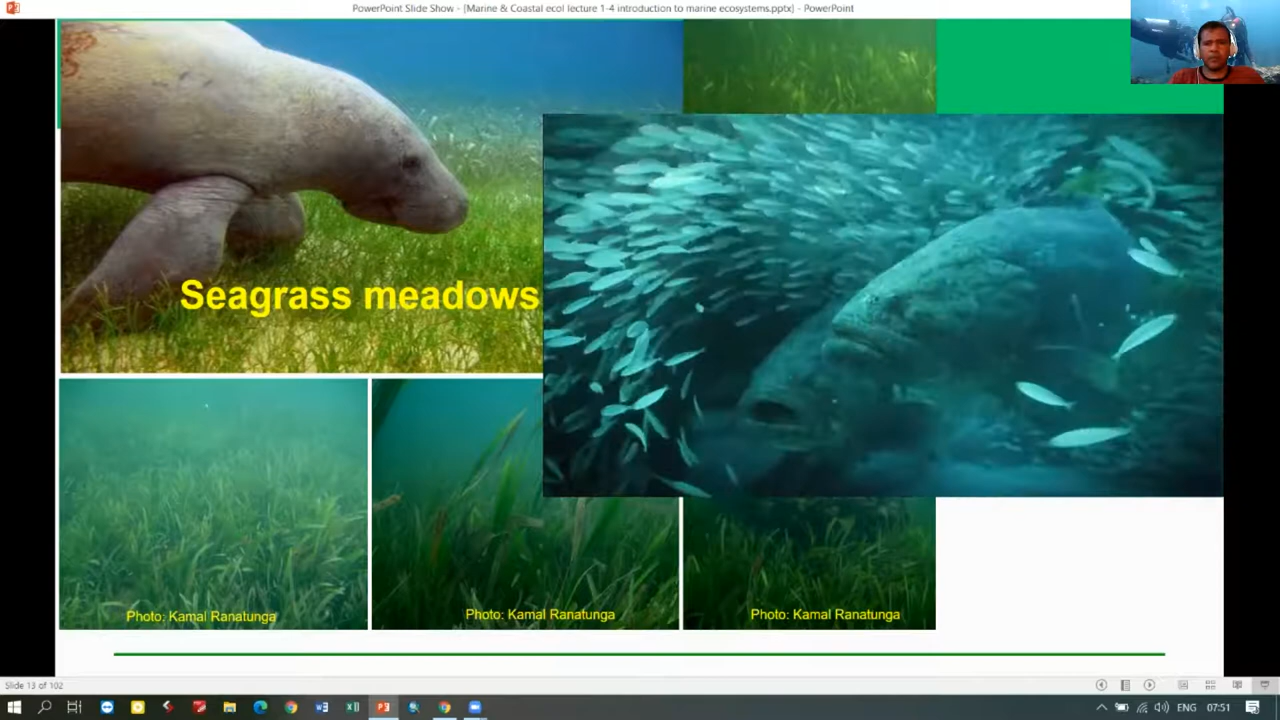 PowerPoint Slide Show - [Marine & Coastal ecol lecture 1-4 introduction to marine ecosystems.pptx] - PowerPoint
Seagrass meadows
Photo: Kamal Ranatunga
Photo: Kamal Ranatunga
Photo: Kamal Ranatunga
Slide 13 of 102
ENG
07:51